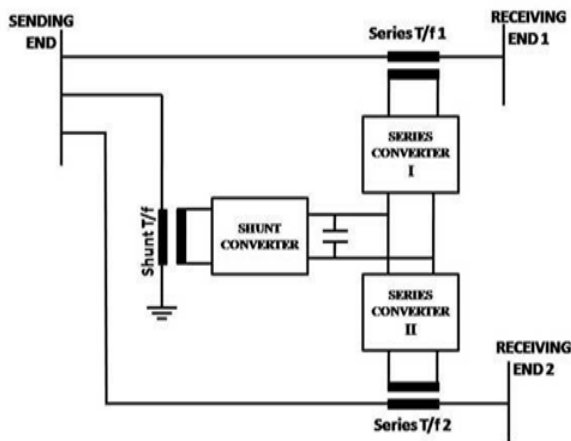 SENDING
END
Series T/f 1
RECEIVING
END 1
SERIES
CONVERTER
I
Shunt T/f
SHUNT
CONVERTER
SERIES
CONVERTER
II
RECEIVING
END 2
Series T/f 2